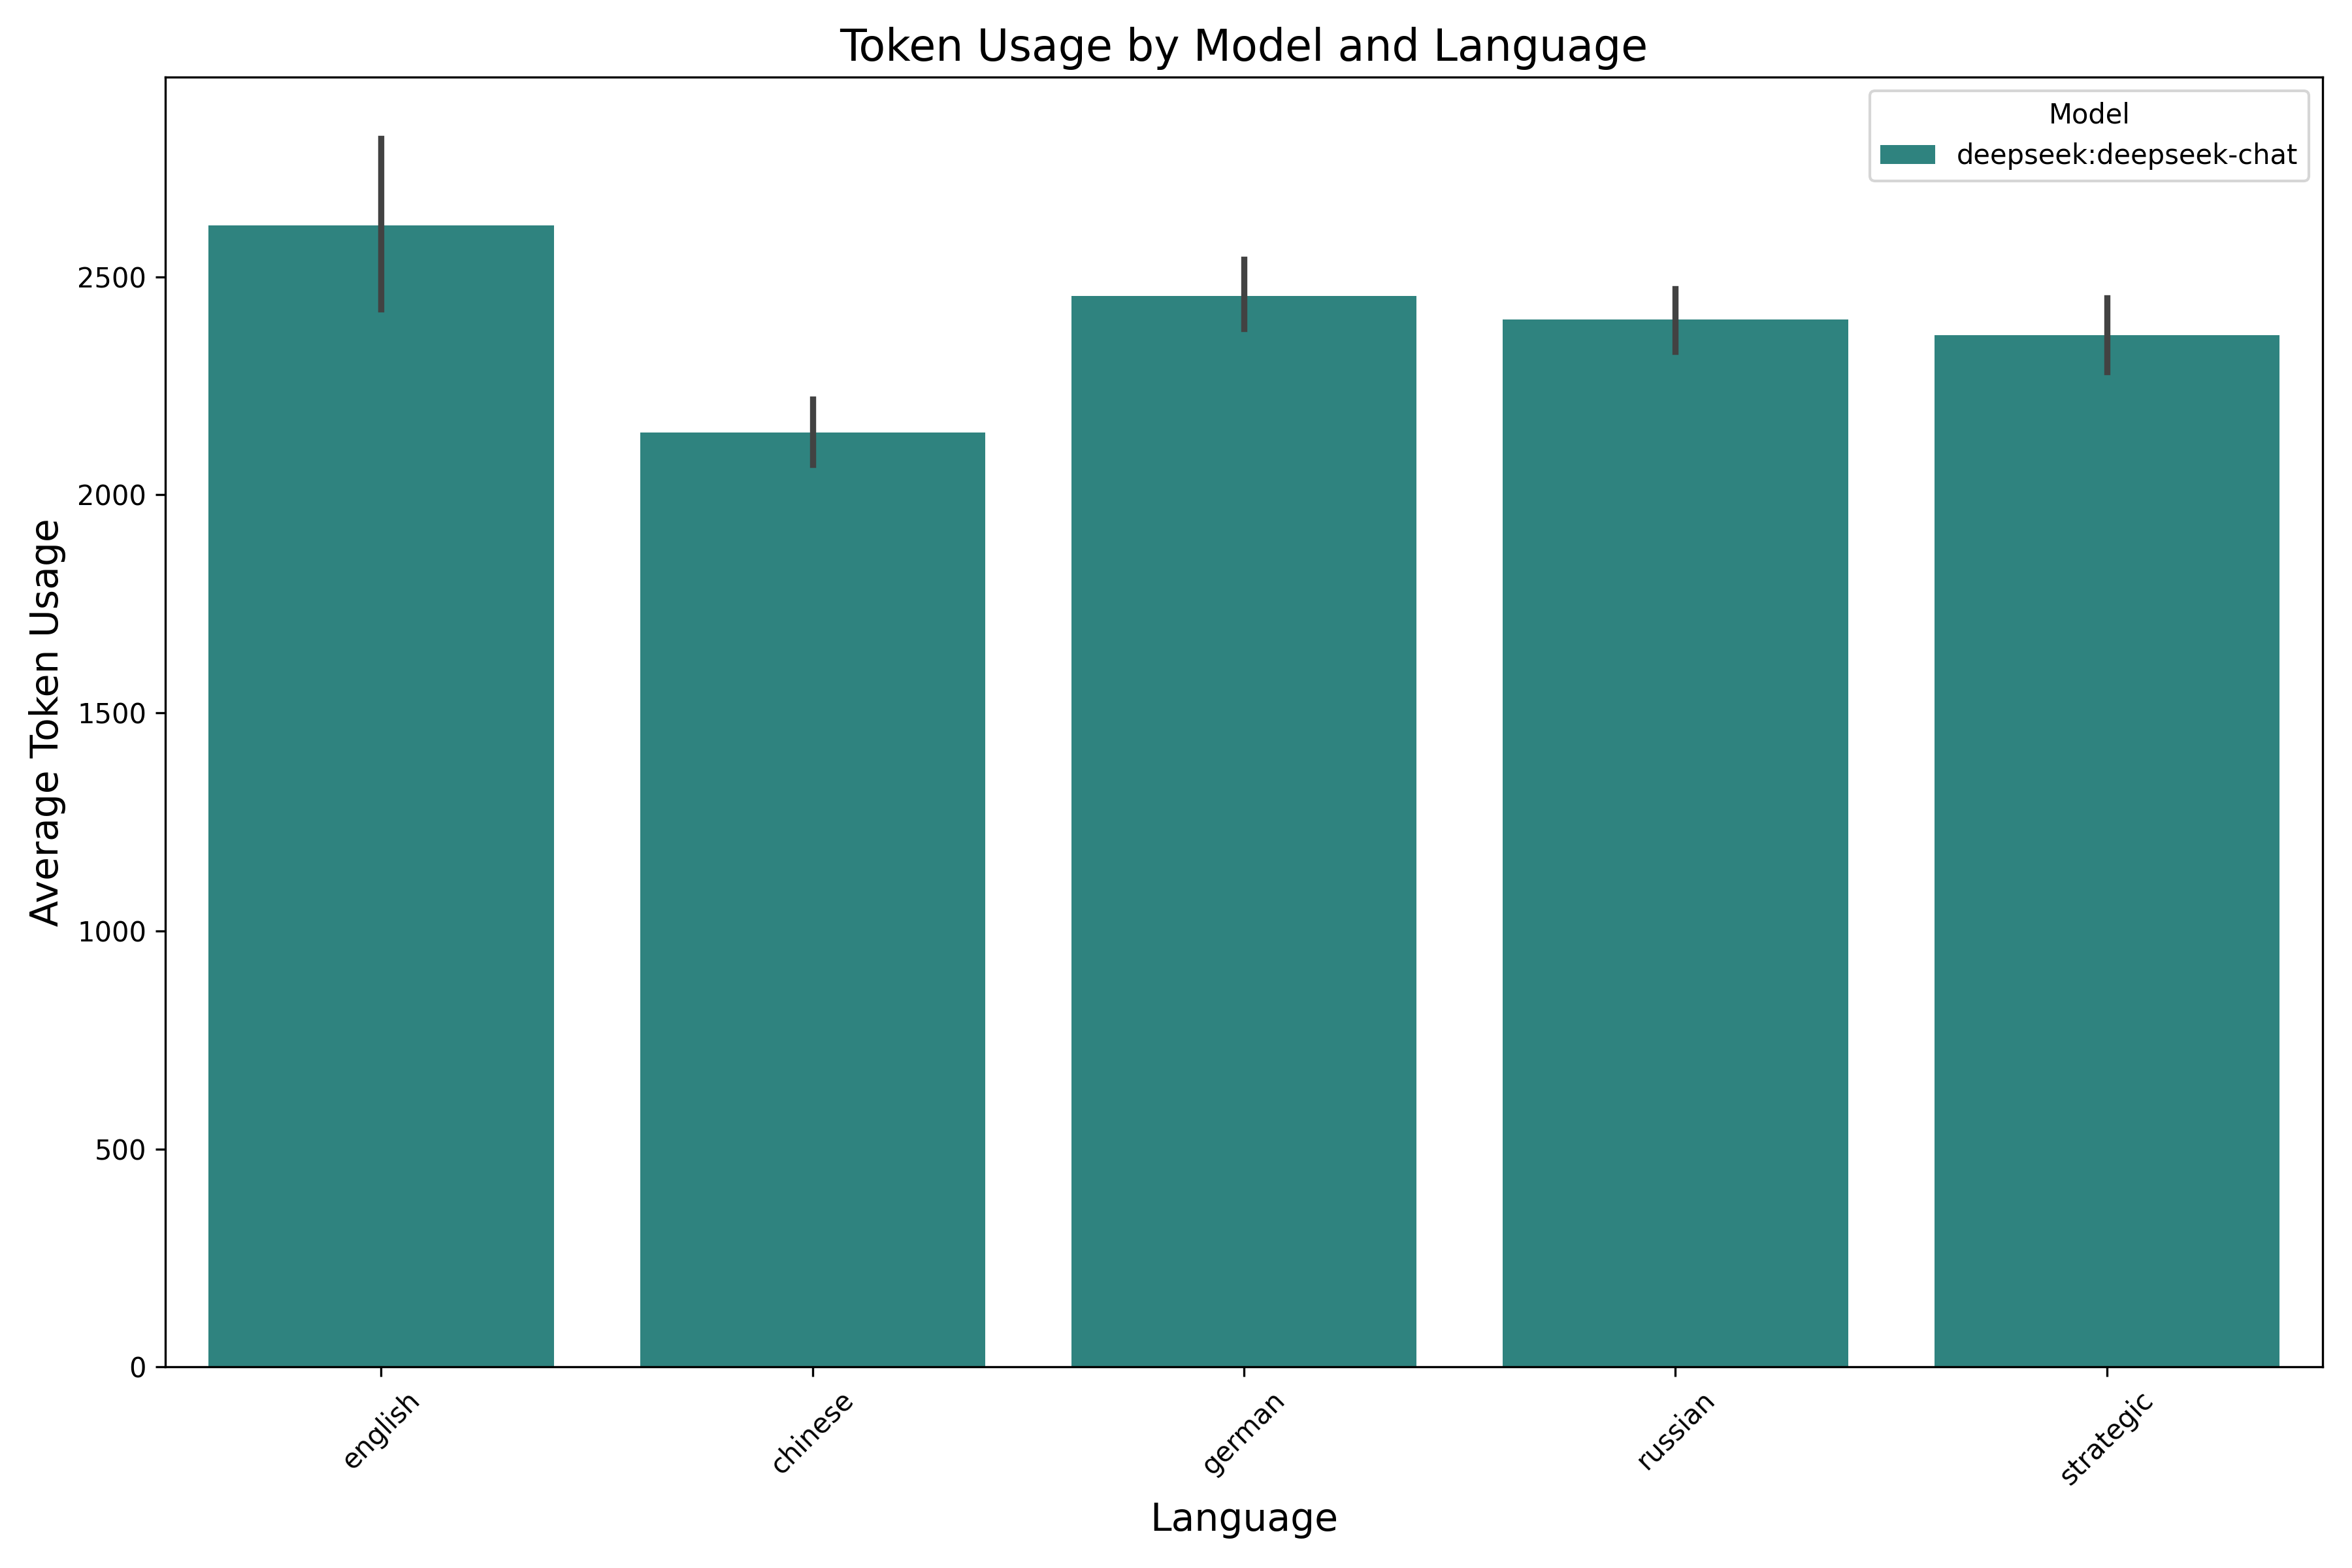 Token Usage by Model and Language
Model
deepseek:deepseek-chat
Average Token Usage
2500
2000
1500
1000
500
0
english
chinese
german
russian
strategic
Language